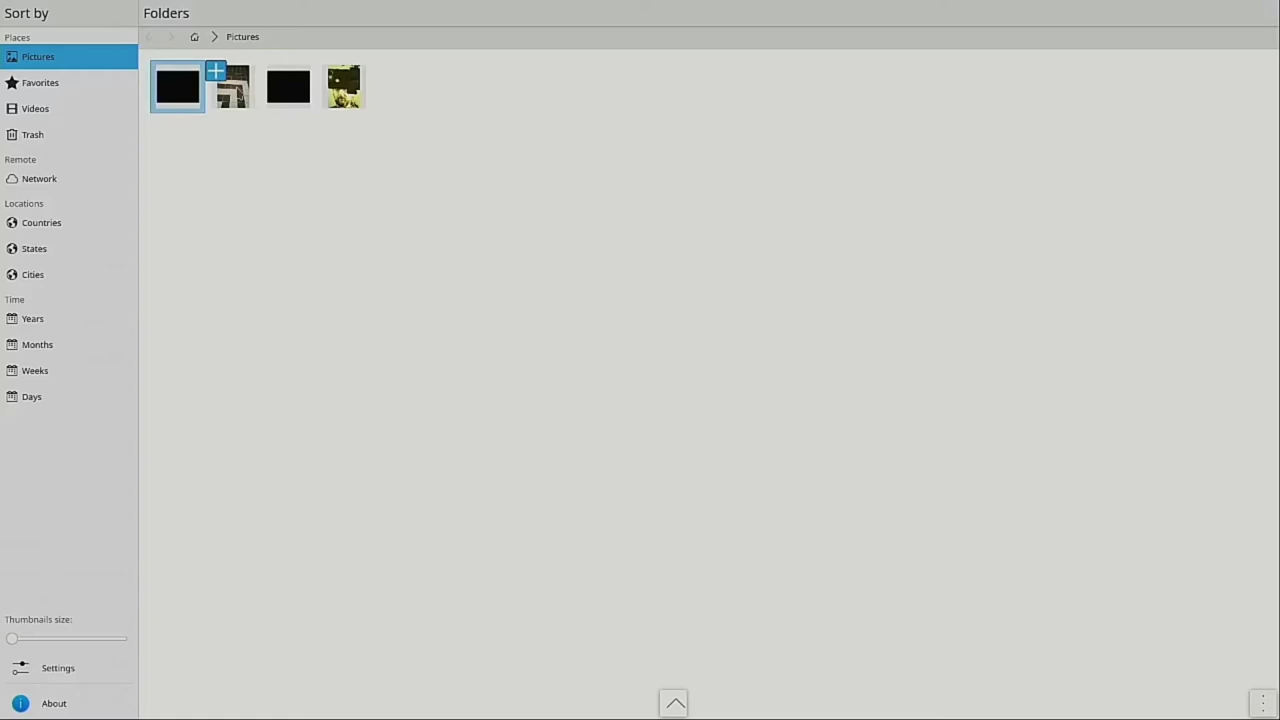 Sort by
Folders
Places
Pictures
Pictures
Favorites
Videos
Trash
Remote
Network
Locations
Countries
States
Cities
Time
Years
Months
Weeks
Days
Thumbnails size:
Settings
About